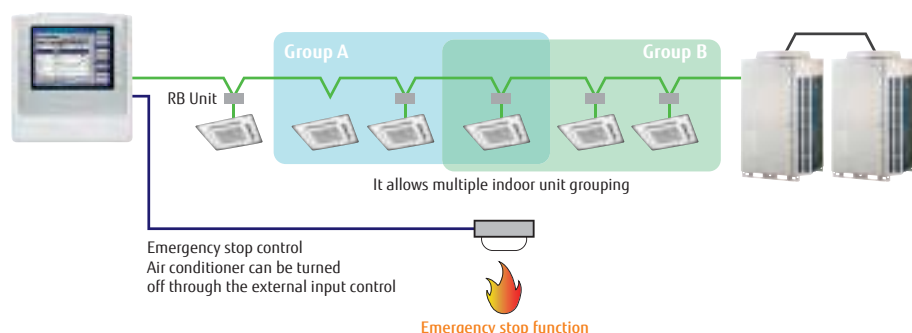 Group A
Group B
RB Unit
It allows multiple indoor unit grouping
Emergency stop control
Air conditioner can be turned
off through the external input control
Emergency stop function